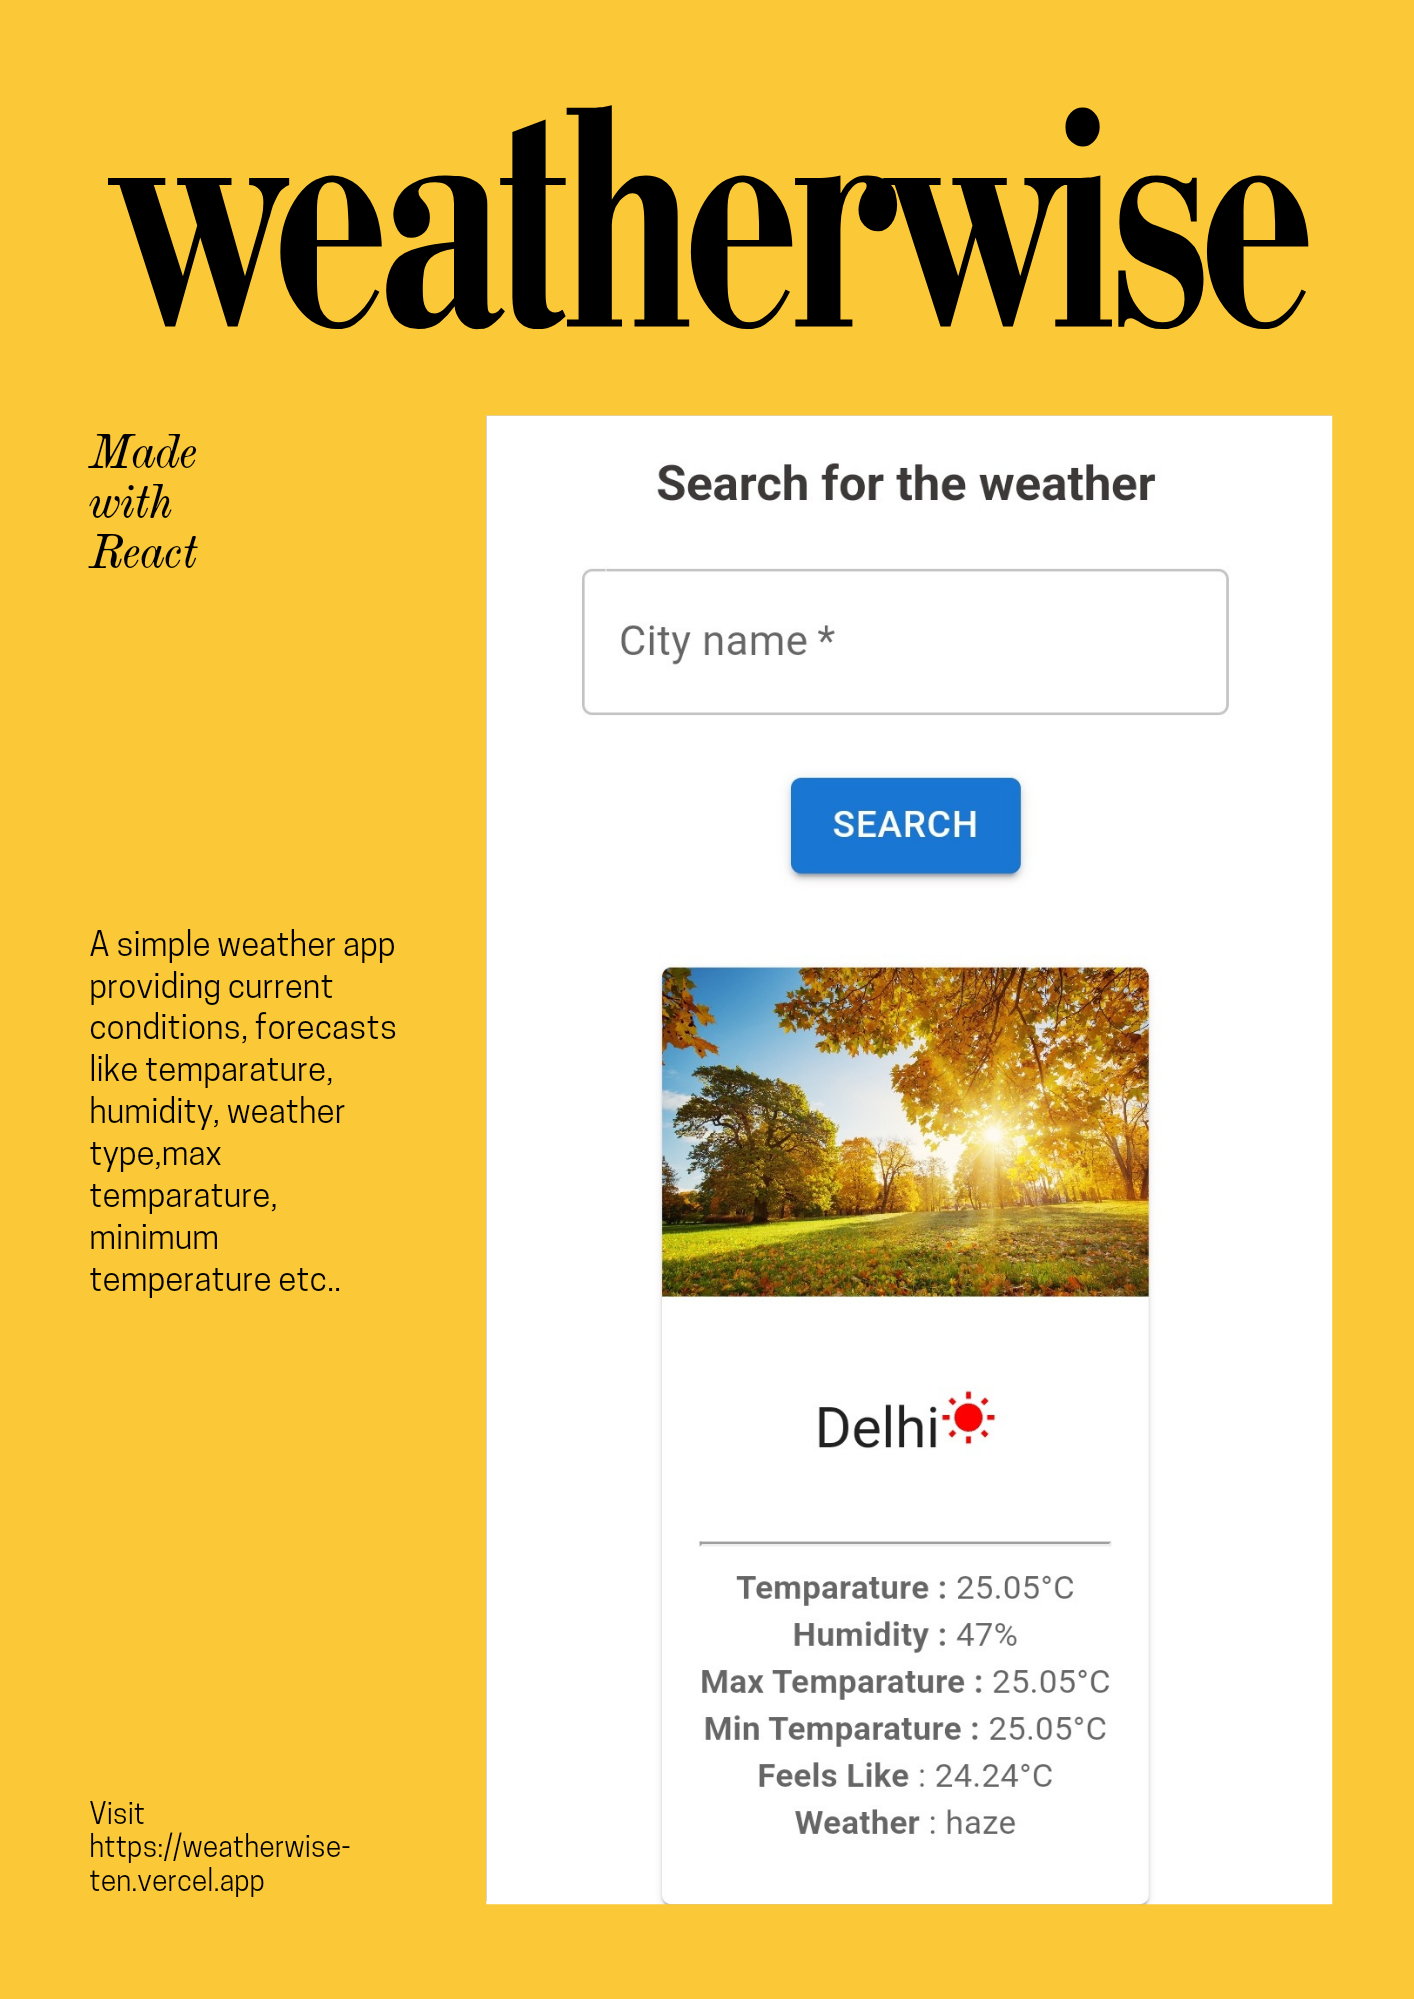 weatherwise
Made
with
React
A simple weather app
providing current
conditions, forecasts
like temparature,
humidity, weather
type,max
temparature,
minimum
temperature etc..
Visit
https://weatherwise-
ten.vercel.app
Search for the weather
City name *
SEARCH
Delhi
Temparature : 25.05°C
Humidity : 47%
Max Temparature : 25.05°C
Min Temparature : 25.05°C
Feels Like : 24.24°C
Weather : haze